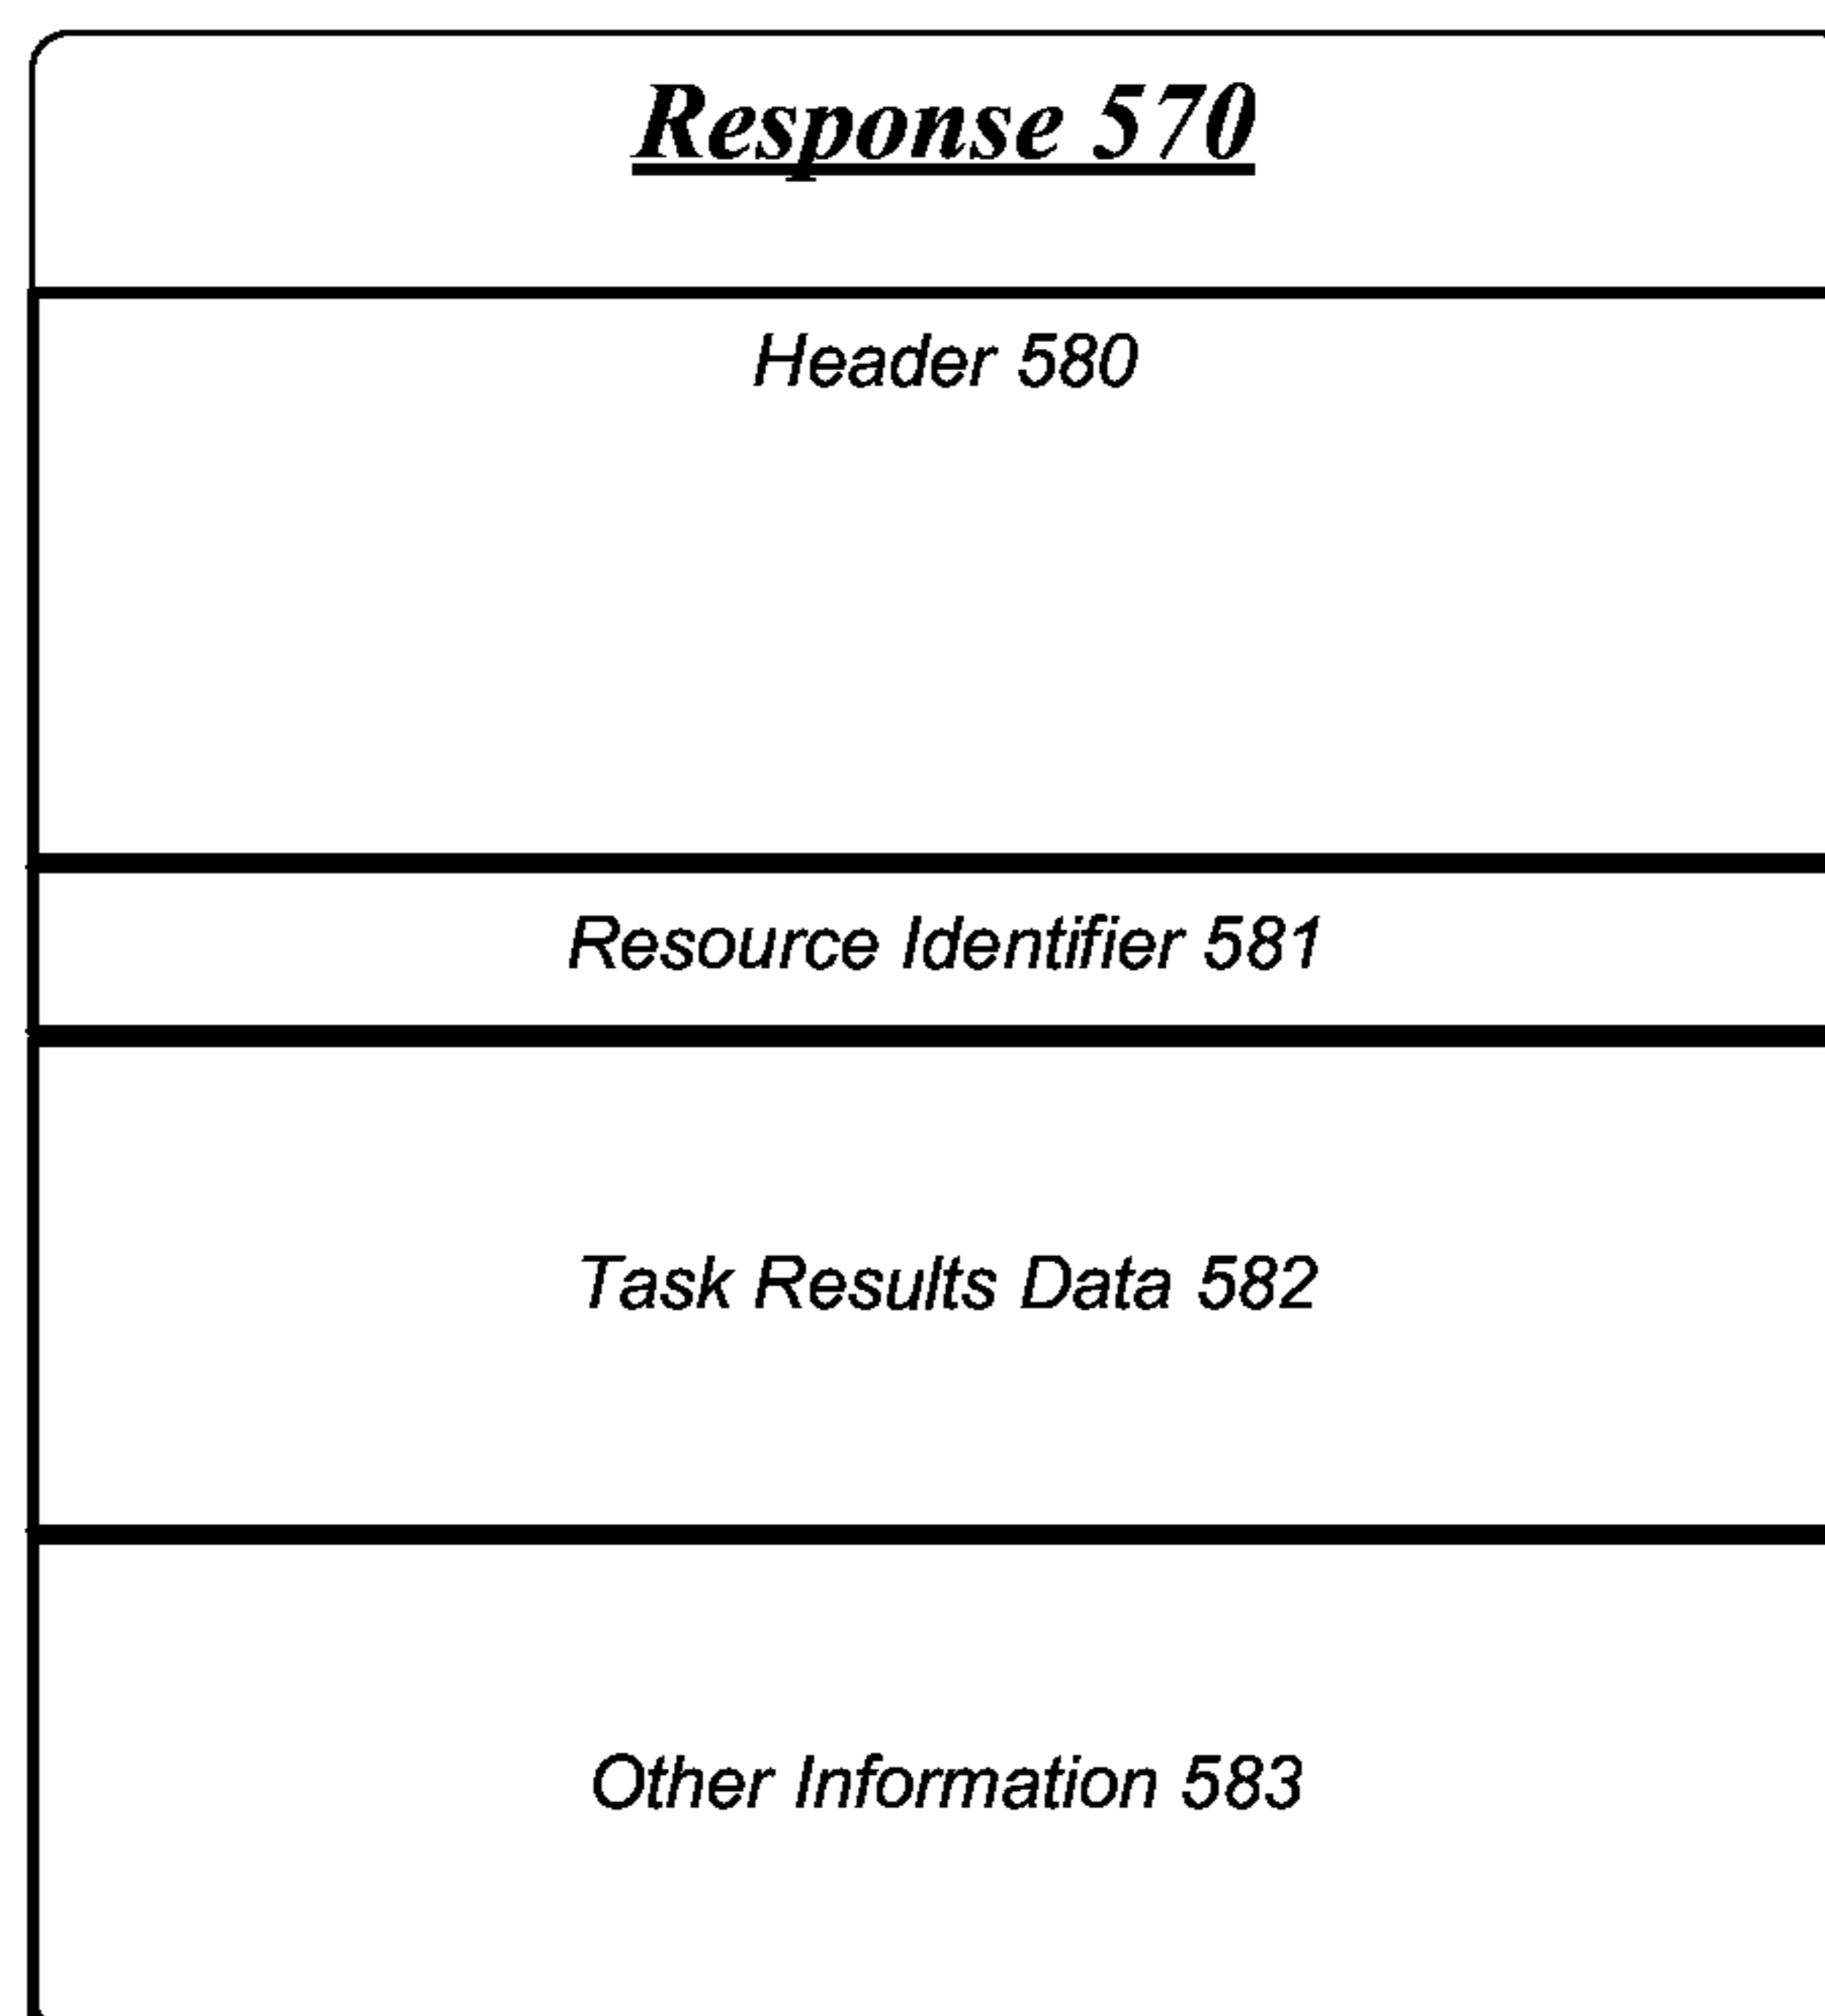 Response 570
Header 580
Resource Identifier 581
Task Results Data 582
Other Information 583